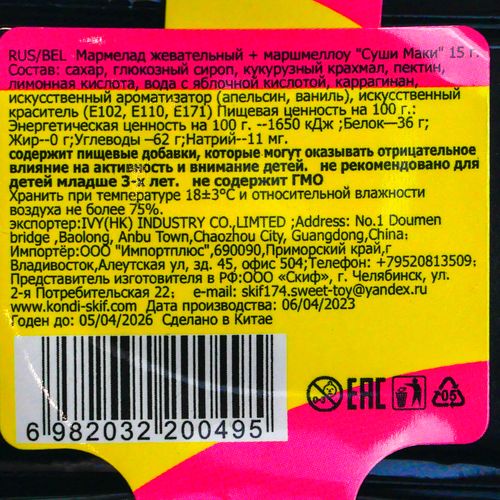 RUS/BEL Мармелад жевательный + маршмеллоу "Суши Маки" 15 г.
Состав: сахар, глюкозный сироп, кукурузный крахмал, пектин,
лимонная кислота, вода с яблочной кислотой, каррагинан,
искусственный ароматизатор (апельсин, ваниль), искусственный
краситель (E102, E110, E171) Пищевая ценность на 100 г.:
Энергетическая ценность на 100 г. --1650 кДж ;Белок—36 г;
Жир--0 г;Углеводы –62 г;Натрий--11 мг.
содержит пищевые добавки, которые могут оказывать отрицательное
влияние на активность и внимание детей. не рекомендовано для
детей младше 3-х лет. не содержит ГМО
Хранить при температуре 18±3°C и относительной влажности
воздуха не более 75%.
экспортер:IVY(HK) INDUSTRY CO.,LIMTED ;Address: No.1 Doumen
bridge ,Baolong, Anbu Town,Chaozhou City, Guangdong,China;
Импортёр:ООО "Импортплюс",690090,Приморский край,г
Владивосток,Алеутская ул, зд. 45, офис 504;Телефон: +79520813509;
Представитель изготовителя в РФ:ООО «Скиф», г. Челябинск, ул.
2-я Потребительская 22; e-mail: skif174.sweet-toy@yandex.ru
www.kondi-skif.com Дата производства: 06/04/2023
Годен до: 05/04/2026 Сделано в Китае
0-3 EAC 05
6 982032 200495